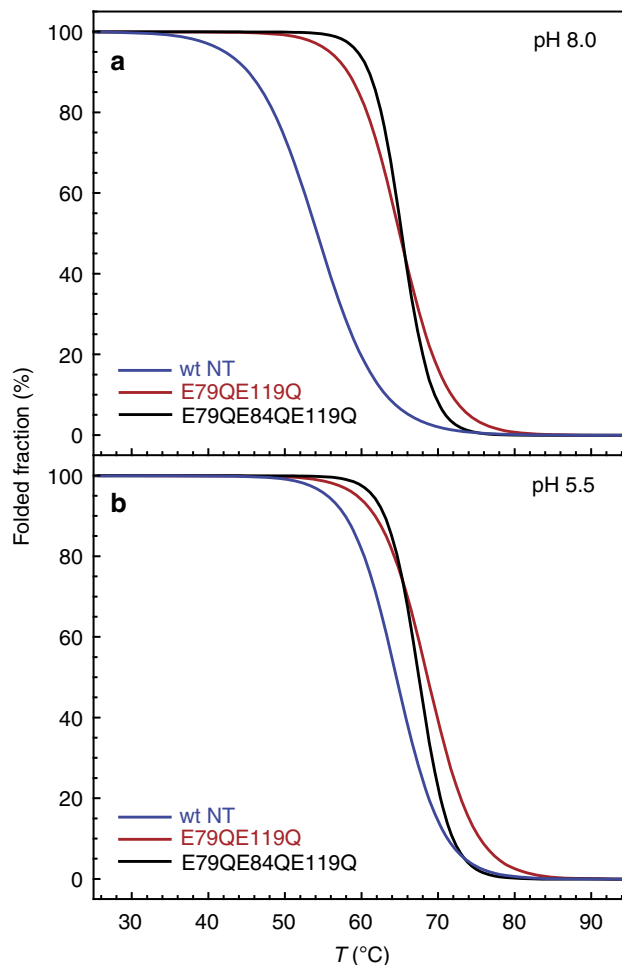 a
pH 8.0
100
80
60
40
20
0
wt NT
E79QE119Q
E79QE84QE119Q
Folded fraction (%)
b
pH 5.5
100
80
60
40
20
0
wt NT
E79QE119Q
E79QE84QE119Q
30 40 50 60 70 80 90
T (°C)